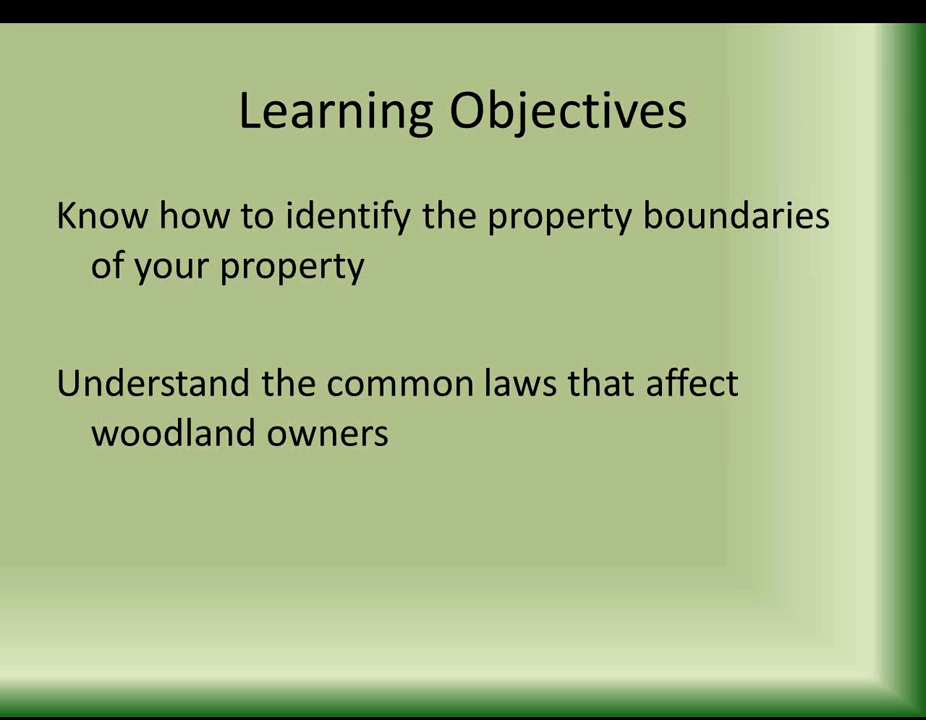 Learning Objectives
Know how to identify the property boundaries
of your property
Understand the common laws that affect
woodland owners